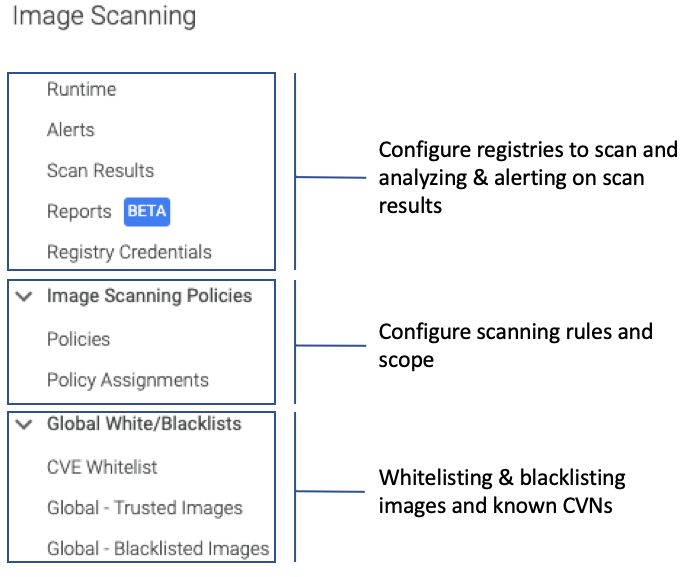 Image Scanning
Runtime
Alerts
Scan Results
Reports BETA
Registry Credentials
Configure registries to scan and
analyzing & alerting on scan
results
Image Scanning Policies
Policies
Policy Assignments
Configure scanning rules and
scope
Global White/Blacklists
CVE Whitelist
Global - Trusted Images
Global - Blacklisted Images
Whitelisting & blacklisting
images and known CVNs